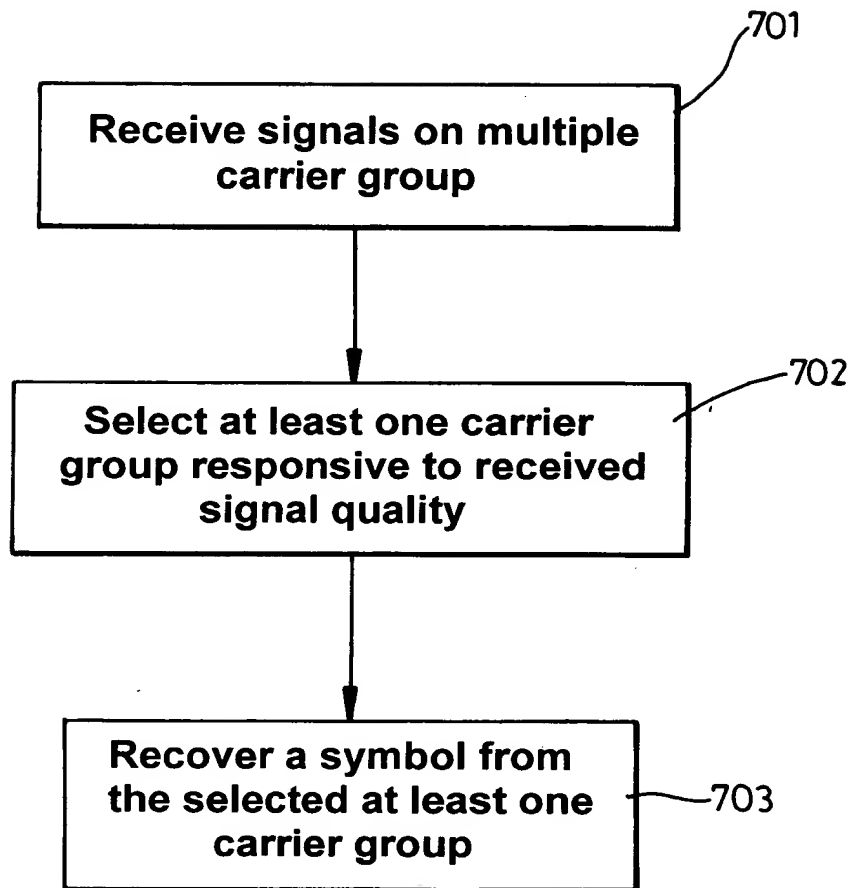 701
Receive signals on multiple
carrier group
702
Select at least one carrier
group responsive to received
signal quality
Recover a symbol from
the selected at least one
carrier group
703